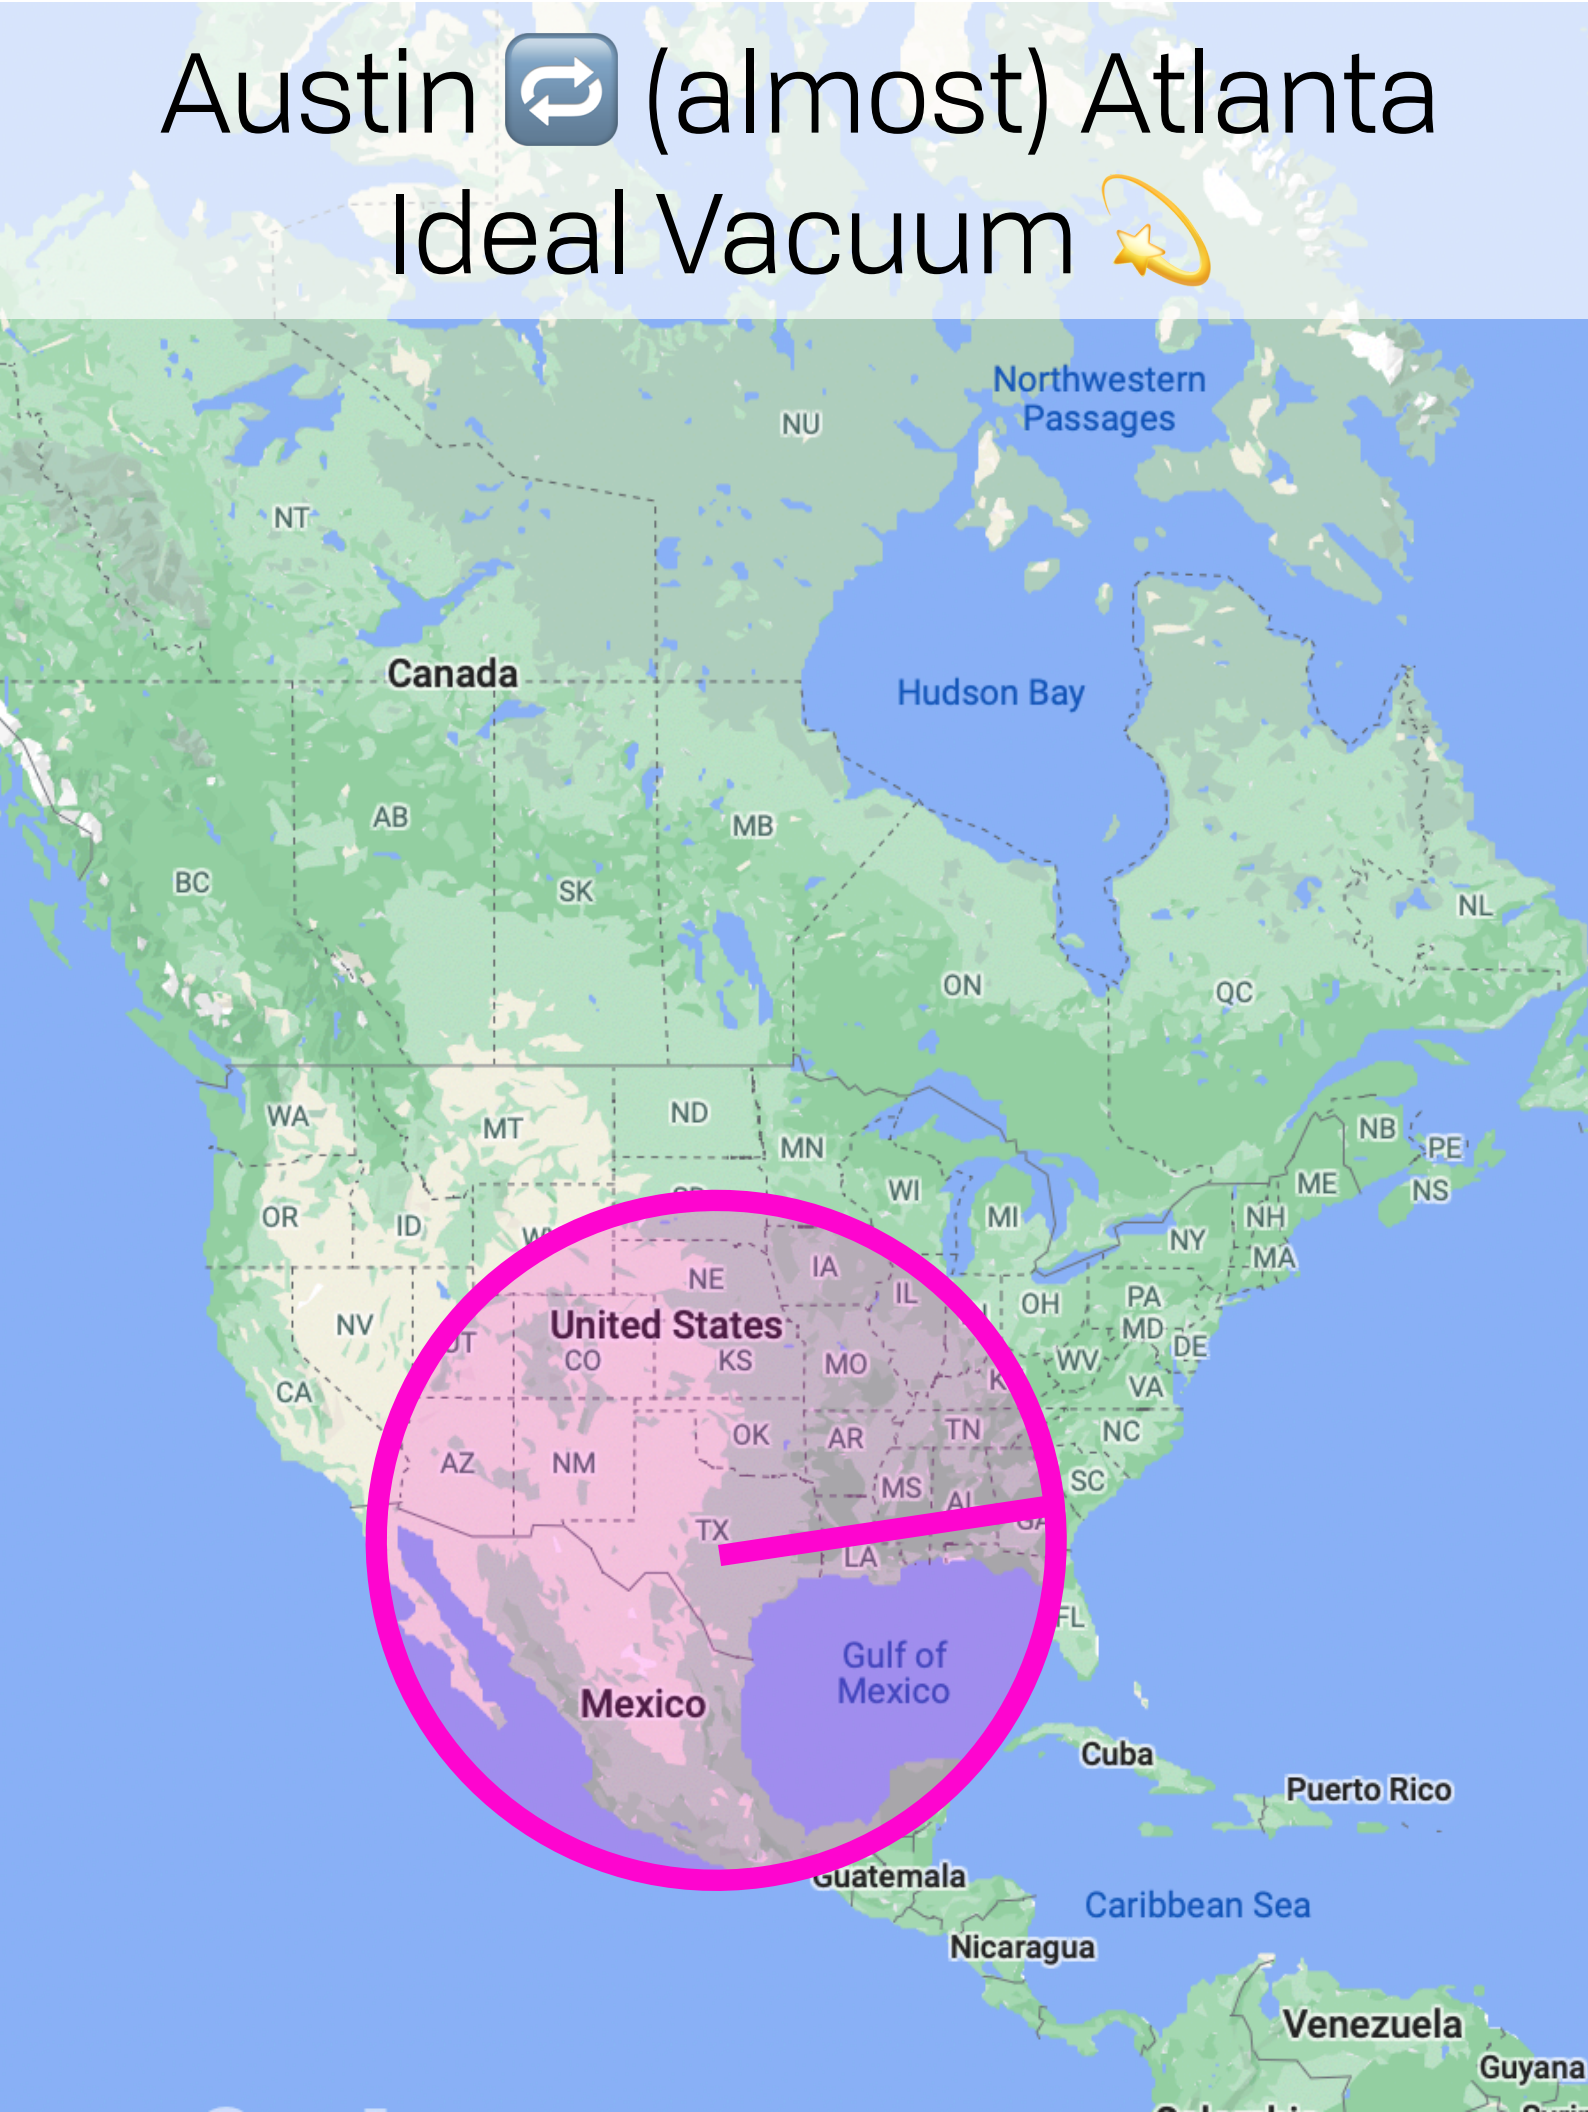 Austin 🔁 (almost) Atlanta
Ideal Vacuum 💫
Northwestern
Passages
NU
NT
Canada
Hudson Bay
AB
MB
BC
SK
NL
ON
QC
WA
MT
ND
MN
NB
PE
OR
ID
WI
MI
ME
NS
NH
NY
MA
NE
IA
IL
OH
PA
NV
United States
MD
DE
CO
KS
MO
WV
CA
VA
AZ
NM
OK
AR
TN
NC
MS
SC
TX
LA
GA
FL
Gulf of
Mexico
Mexico
Cuba
Puerto Rico
Guatemala
Caribbean Sea
Nicaragua
Venezuela
Guyana